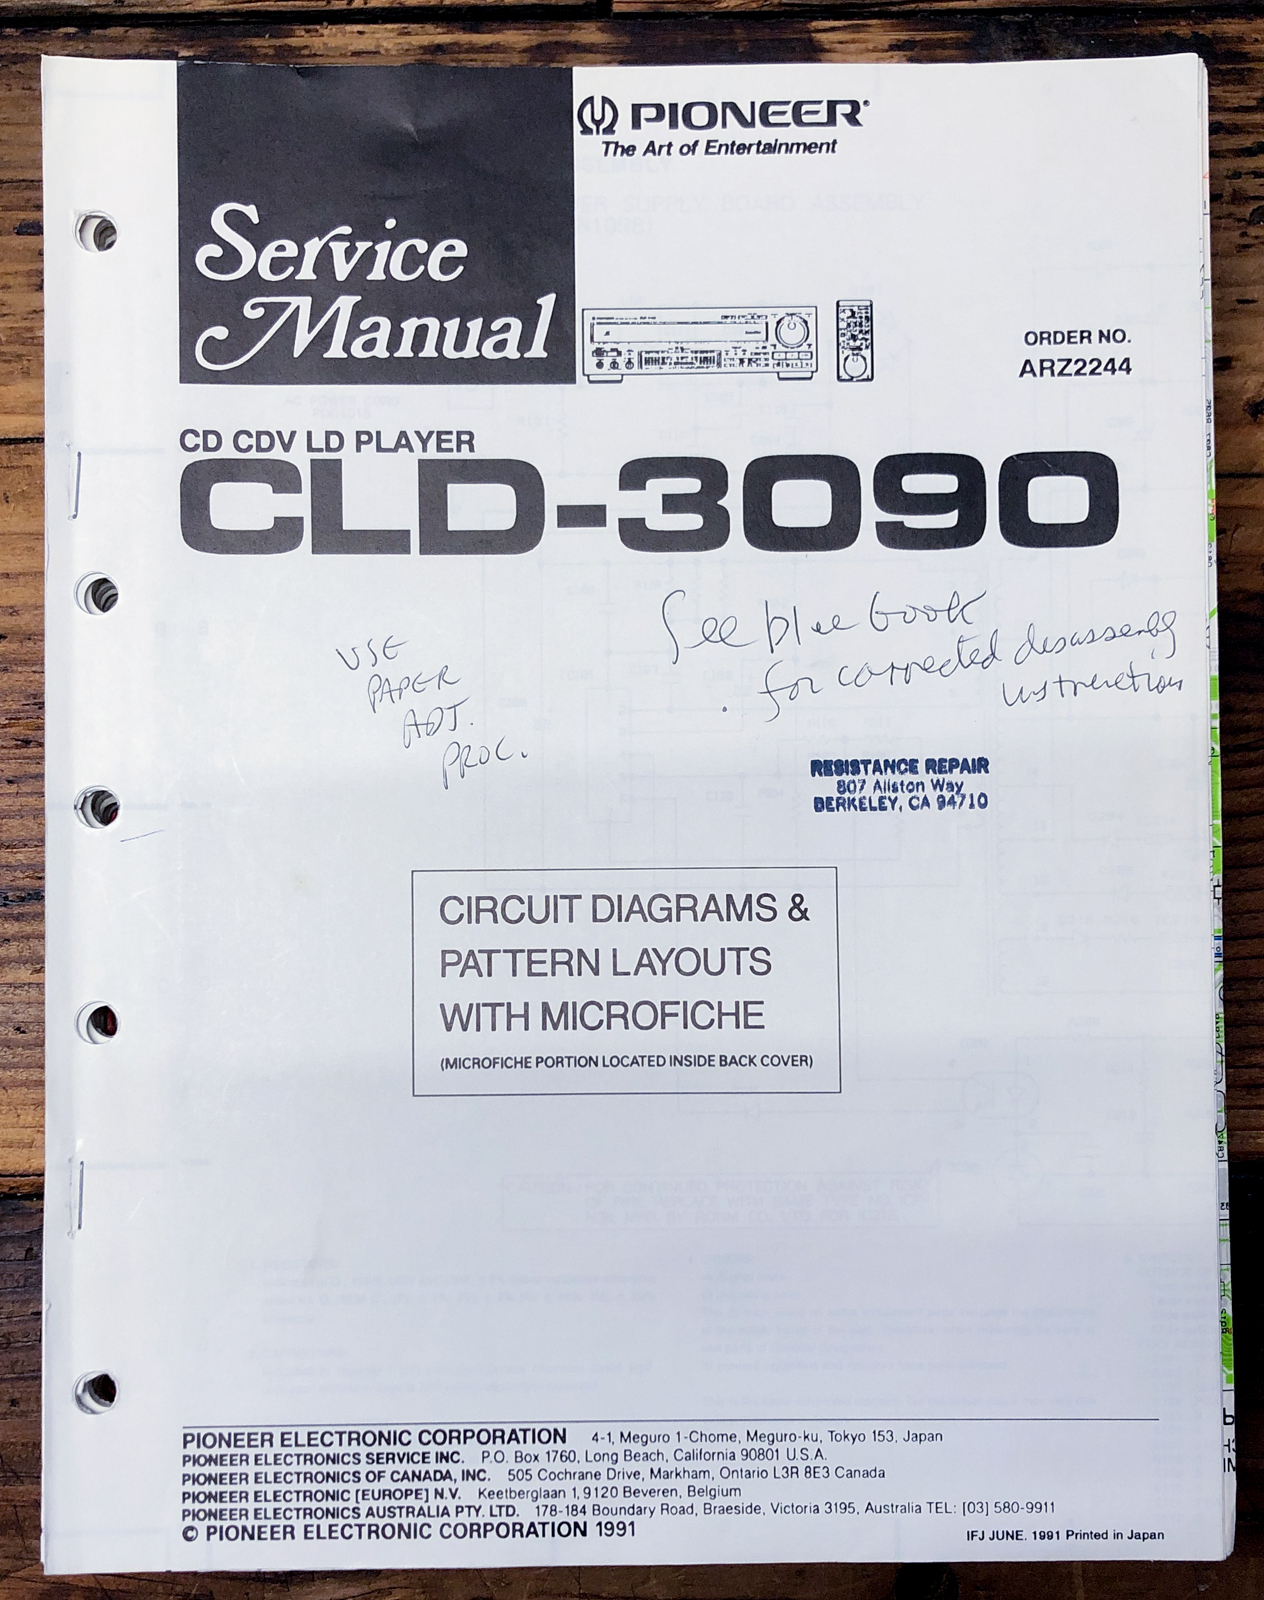 PIONEER
The Art of Entertainment
Service
Manual
ORDER NO.
ARZ2244
CD CDV LD PLAYER
CLD-3090
See blue book
for corrected disassembly
instructions
USE
PAPER
ADJ.
PROC.
RESISTANCE REPAIR
807 Allston Way
BERKELEY, CA 94710
CIRCUIT DIAGRAMS &
PATTERN LAYOUTS
WITH MICROFICHE
(MICROFICHE PORTION LOCATED INSIDE BACK COVER)
PIONEER ELECTRONIC CORPORATION 4-1, Meguro 1-Chome, Meguro-ku, Tokyo 153, Japan
PIONEER ELECTRONICS SERVICE INC. P.O. Box 1760, Long Beach, California 90801 U.S.A.
PIONEER ELECTRONICS OF CANADA, INC. 505 Cochrane Drive, Markham, Ontario L3R 8E3 Canada
PIONEER ELECTRONIC [EUROPE] N.V. Keetberglaan 1, 9120 Beveren, Belgium
PIONEER ELECTRONICS AUSTRALIA PTY. LTD. 178-184 Boundary Road, Braeside, Victoria 3195, Australia TEL: [03] 580-9911
© PIONEER ELECTRONIC CORPORATION 1991
IFJ JUNE. 1991 Printed in Japan